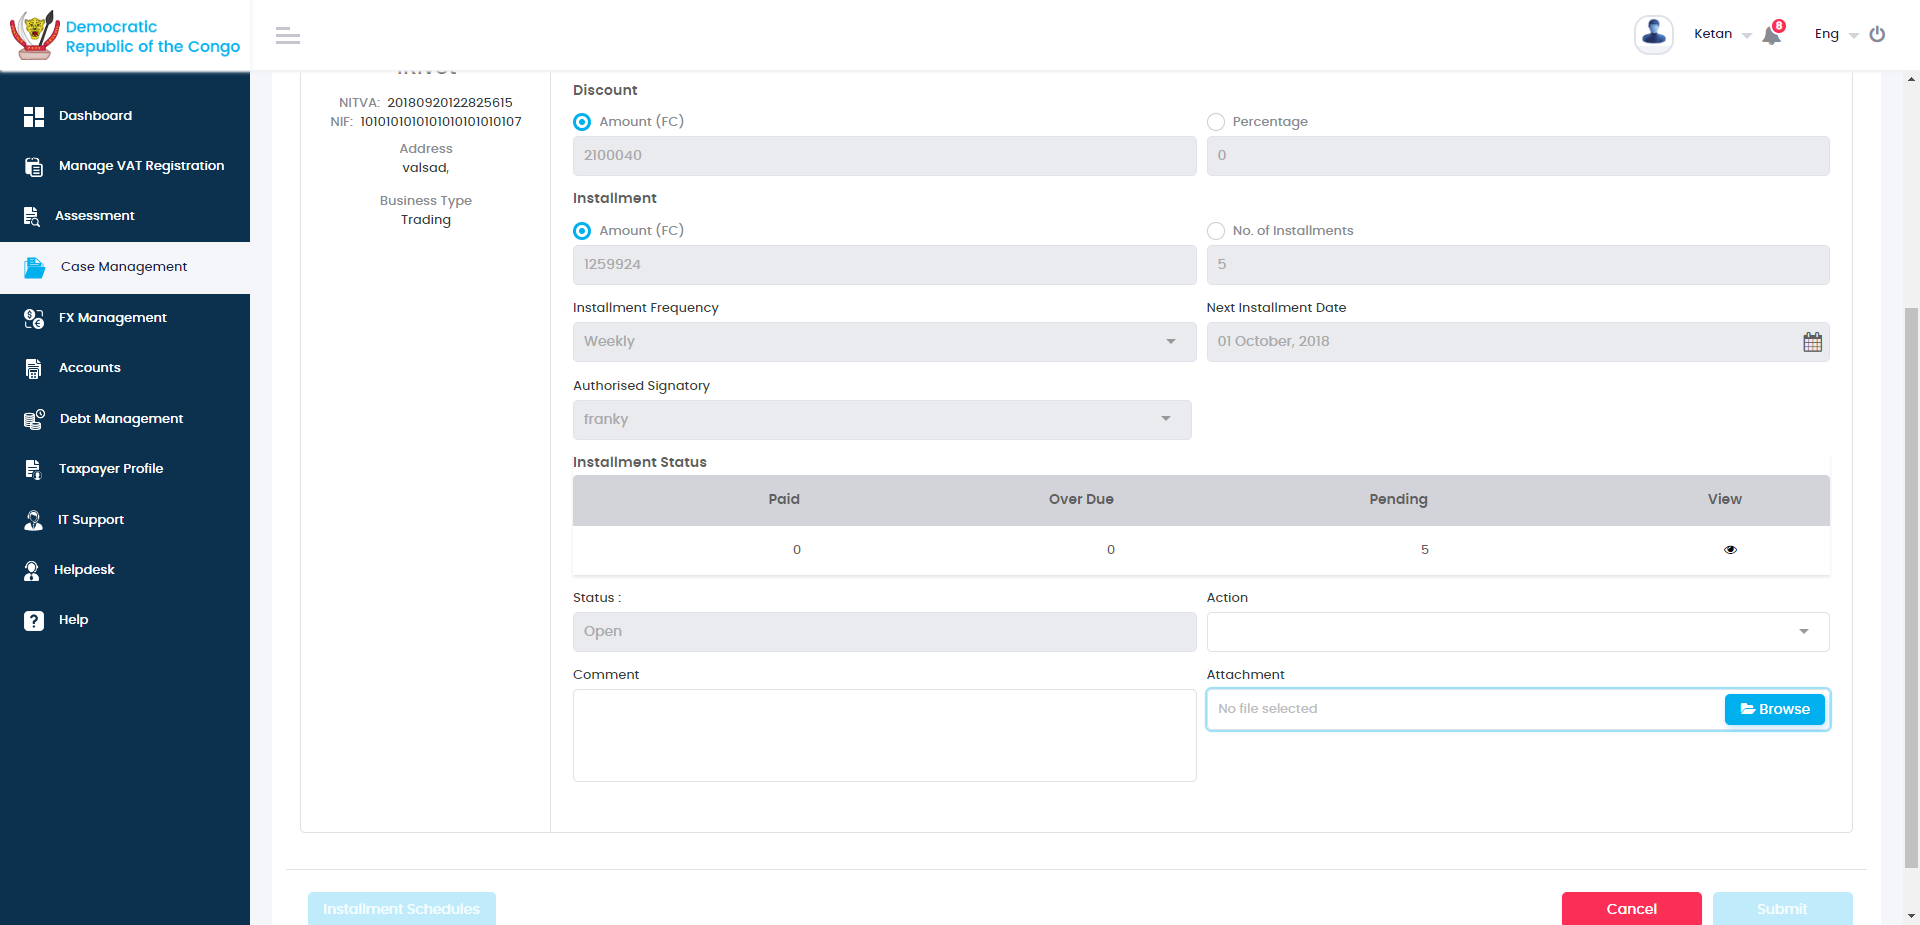 Democratic
Republic of the Congo
Ketan
8
Eng
Dashboard
Manage VAT Registration
Assessment
Case Management
FX Management
Accounts
Debt Management
Taxpayer Profile
IT Support
Helpdesk
Help
NITVA: 20180920122825615
NIF: 1010101010101010101010107
Address
valsad,
Business Type
Trading
Discount
Amount (FC)
Percentage
2100040
0
Installment
Amount (FC)
No. of Installments
1259924
5
Installment Frequency
Next Installment Date
Weekly
01 October, 2018
Authorised Signatory
franky
Installment Status
Paid Over Due Pending View
0 0 5
Status :
Action
Open
Comment
Attachment
No file selected
Browse
Installment Schedules
Cancel
Submit